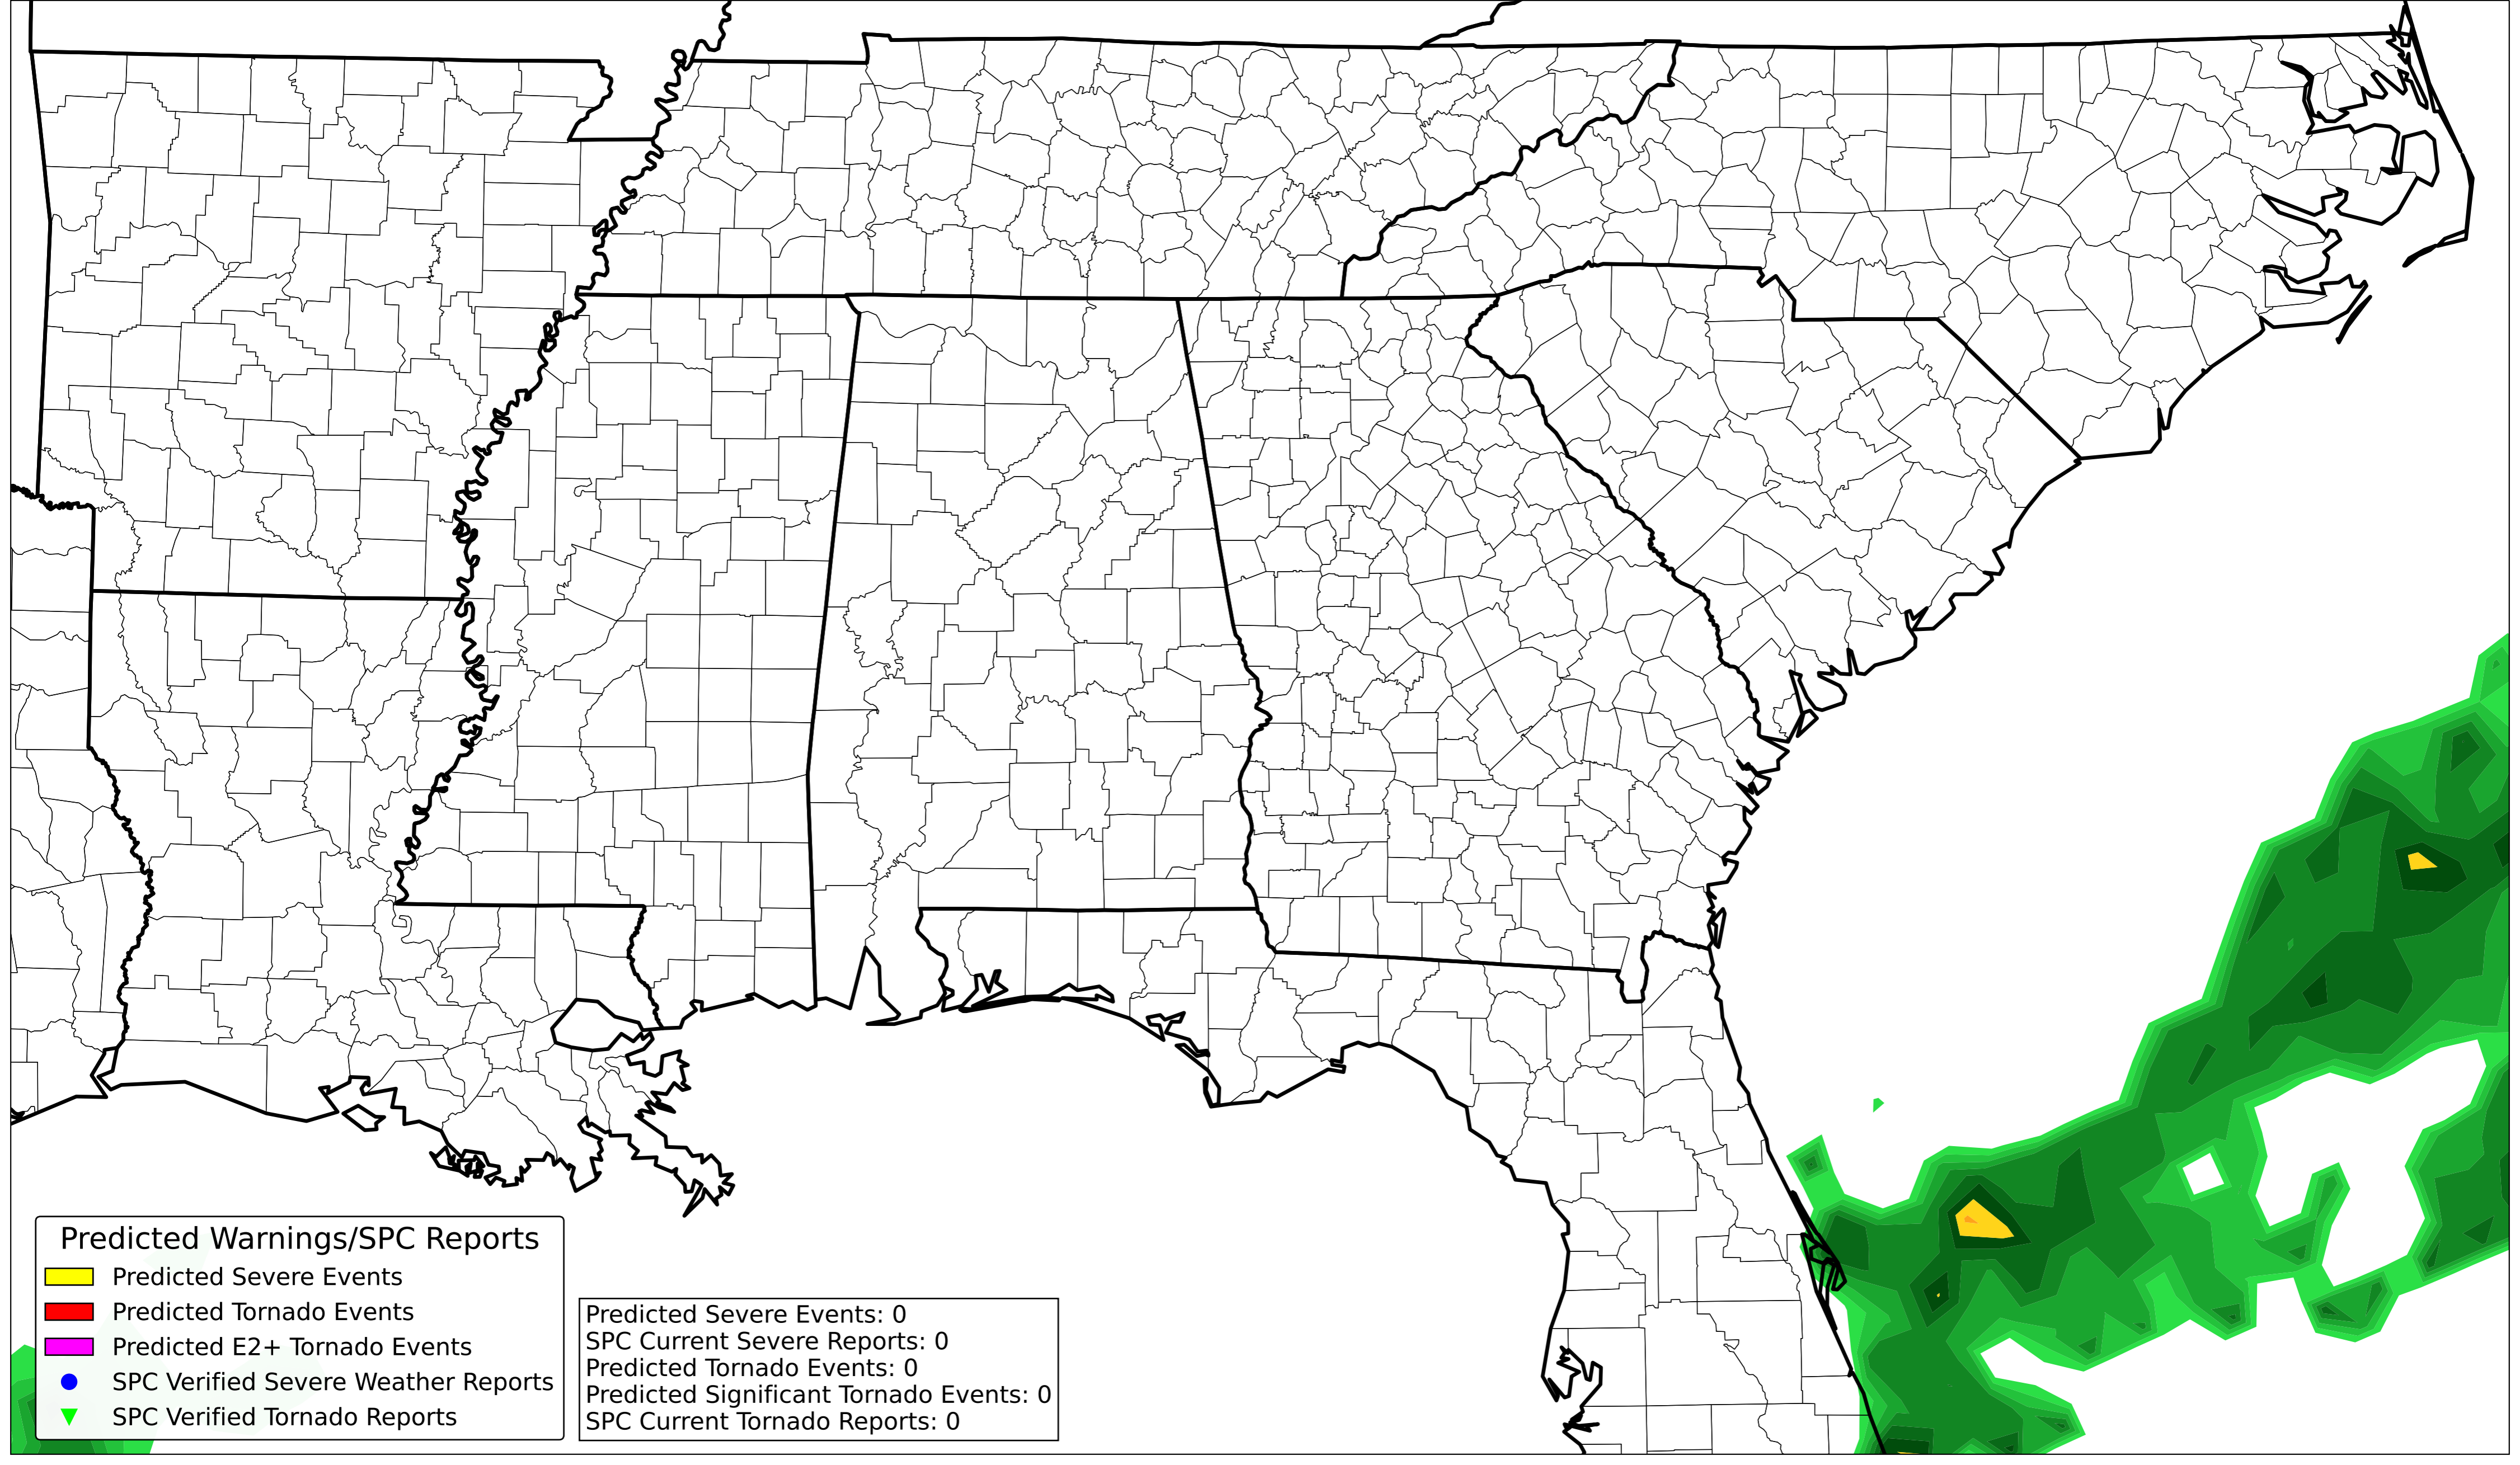 Predicted Warnings/SPC Reports
Predicted Severe Events
Predicted Tornado Events
Predicted E2+ Tornado Events
SPC Verified Severe Weather Reports
SPC Verified Tornado Reports
Predicted Severe Events: 0
SPC Current Severe Reports: 0
Predicted Tornado Events: 0
Predicted Significant Tornado Events: 0
SPC Current Tornado Reports: 0